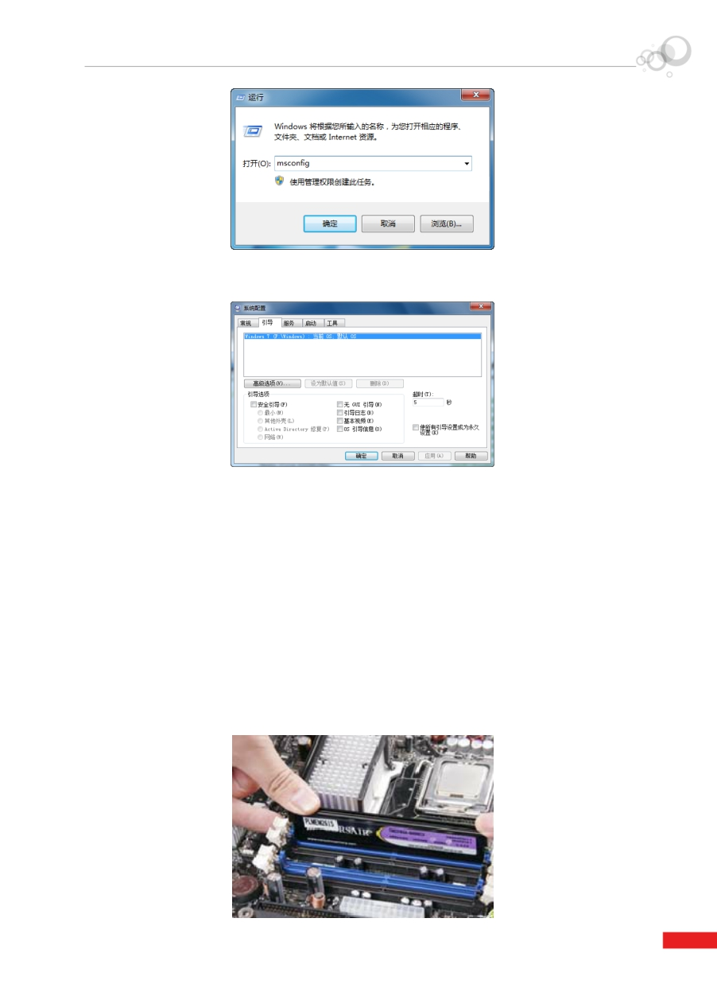 运行
Windows 将根据您所输入的名称，为您打开相应的程序、
文件夹、文档或 Internet 资源。
打开(O): msconfig
使用管理权限创建此任务。
确定 取消 浏览(B)...
系统配置
常规 引导 服务 启动 工具
Windows 7 (F:\Windows) : 当前 OS; 默认 OS
高级选项(V)... 设为默认值(S) 删除(D)
引导选项
超时(T):
安全引导(F) 无 GUI 引导(N) 5 秒
最小(M) 引导日志(B)
其他外壳(L) 基本视频(E)
Active Directory 修复(P) OS 引导信息(O)
使所有引导设置成为永久
设置(K)
网络(W)
确定 取消 应用(A) 帮助
PLMEM2615